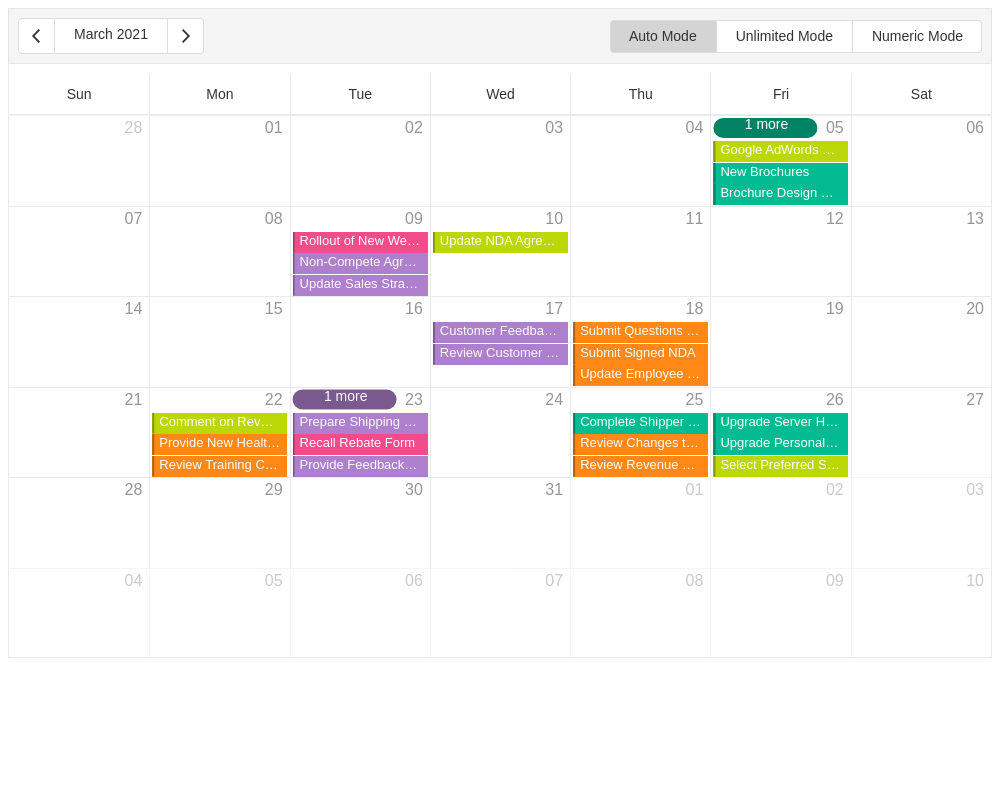 March 2021
Auto Mode Unlimited Mode Numeric Mode
Sun Mon Tue Wed Thu Fri Sat
28 01 02 03 04 1 more 05 06
Google AdWords …
New Brochures
Brochure Design …
07 08 09 10 11 12 13
Rollout of New We… Update NDA Agre…
Non-Compete Agr…
Update Sales Stra…
14 15 16 17 18 19 20
Customer Feedba… Submit Questions …
Review Customer … Submit Signed NDA
Update Employee …
21 22 1 more 23 24 25 26 27
Comment on Rev… Prepare Shipping … Complete Shipper … Upgrade Server H…
Provide New Healt… Recall Rebate Form Review Changes t… Upgrade Personal…
Review Training C… Provide Feedback… Review Revenue … Select Preferred S…
28 29 30 31 01 02 03
04 05 06 07 08 09 10